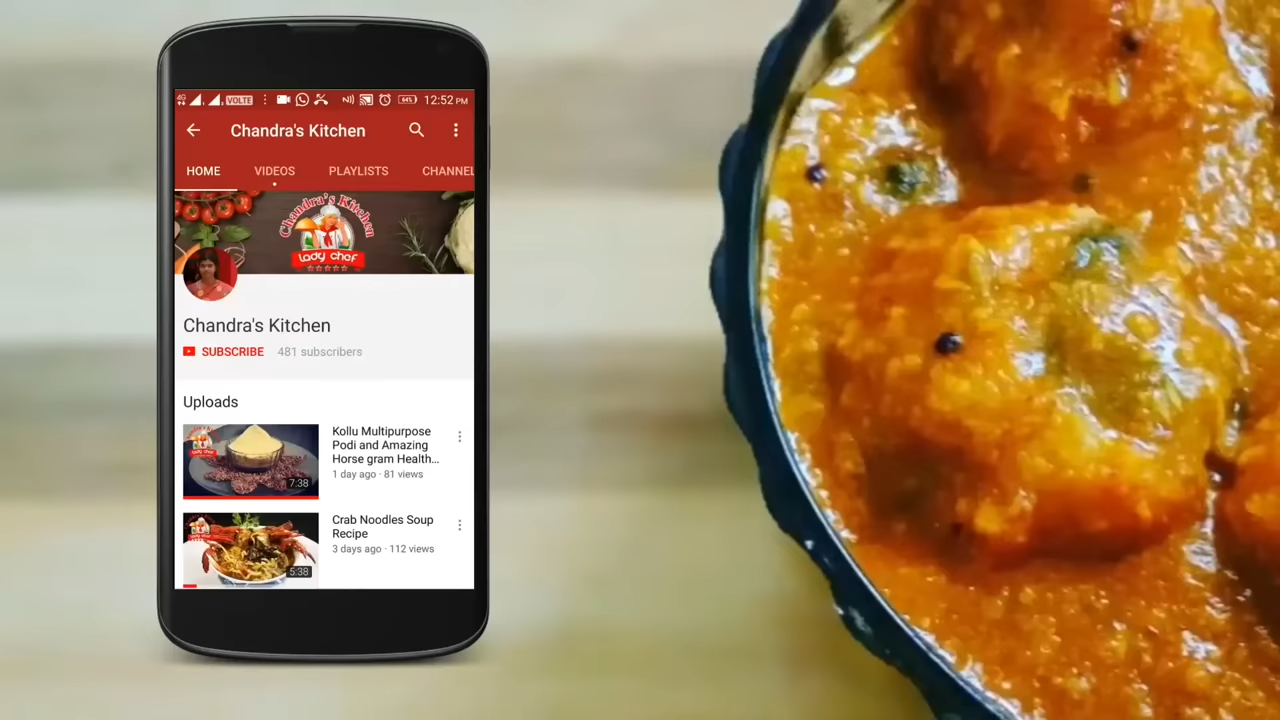 4G VOLTE 64% 12:52 PM
Chandra's Kitchen
HOME VIDEOS PLAYLISTS CHANNEL
Chandra's Kitchen
Lady chef
Chandra's Kitchen
SUBSCRIBE 481 subscribers
Uploads
Kollu Multipurpose
Podi and Amazing
Horse gram Health...
1 day ago · 81 views
7:38
Crab Noodles Soup
Recipe
3 days ago · 112 views
5:38